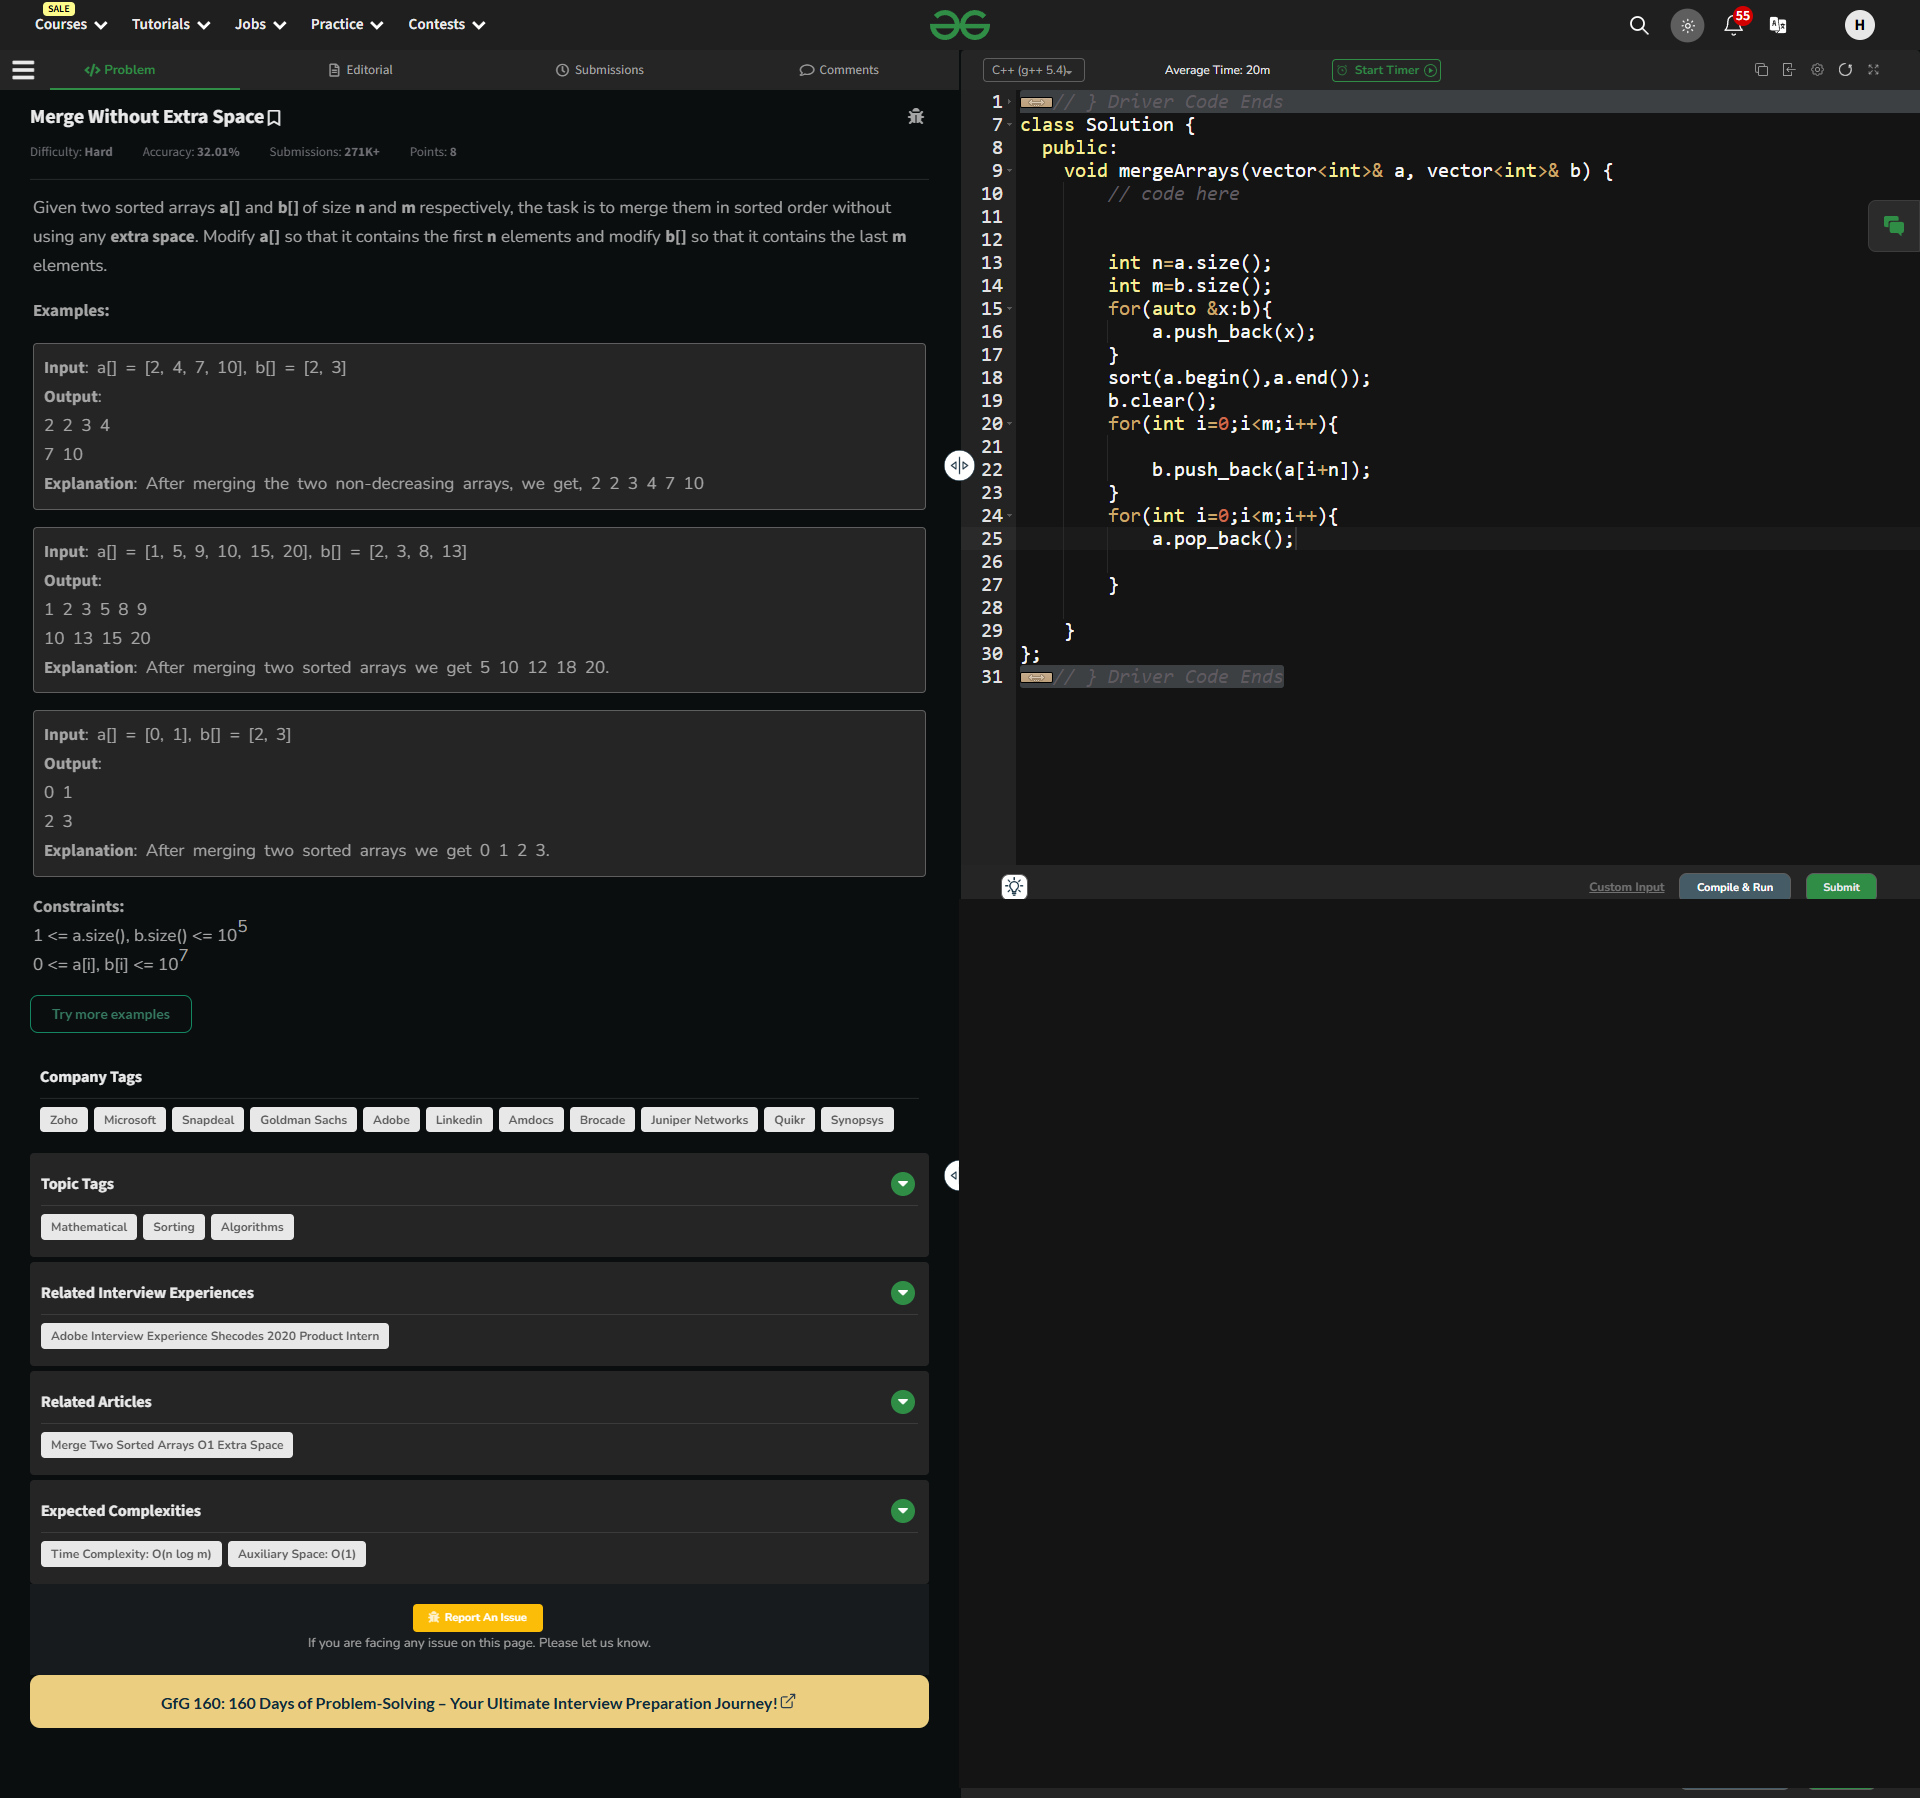 SALE
Courses Tutorials Jobs Practice Contests
55
H
</> Problem Editorial Submissions Comments
Merge Without Extra Space
Difficulty: Hard Accuracy: 32.01% Submissions: 271K+ Points: 8
Given two sorted arrays a[] and b[] of size n and m respectively, the task is to merge them in sorted order without
using any extra space. Modify a[] so that it contains the first n elements and modify b[] so that it contains the last m
elements.
Examples:
Input: a[] = [2, 4, 7, 10], b[] = [2, 3]
Output:
2 2 3 4
7 10
Explanation: After merging the two non-decreasing arrays, we get, 2 2 3 4 7 10
Input: a[] = [1, 5, 9, 10, 15, 20], b[] = [2, 3, 8, 13]
Output:
1 2 3 5 8 9
10 13 15 20
Explanation: After merging two sorted arrays we get 5 10 12 18 20.
Input: a[] = [0, 1], b[] = [2, 3]
Output:
0 1
2 3
Explanation: After merging two sorted arrays we get 0 1 2 3.
Constraints:
1 <= a.size(), b.size() <= 10^5
0 <= a[i], b[i] <= 10^7
Try more examples
Company Tags
Zoho Microsoft Snapdeal Goldman Sachs Adobe Linkedin Amdocs Brocade Juniper Networks Quikr Synopsys
Topic Tags
Mathematical Sorting Algorithms
Related Interview Experiences
Adobe Interview Experience Shecodes 2020 Product Intern
Related Articles
Merge Two Sorted Arrays O1 Extra Space
Expected Complexities
Time Complexity: O(n log m) Auxiliary Space: O(1)
Report An Issue
If you are facing any issue on this page. Please let us know.
GfG 160: 160 Days of Problem-Solving – Your Ultimate Interview Preparation Journey!
C++ (g++ 5.4) Average Time: 20m Start Timer
1 // } Driver Code Ends
7 class Solution {
8 public:
9 void mergeArrays(vector<int>& a, vector<int>& b) {
10 // code here
11
12
13 int n=a.size();
14 int m=b.size();
15 for(auto &x:b){
16 a.push_back(x);
17 }
18 sort(a.begin(),a.end());
19 b.clear();
20 for(int i=0;i<m;i++){
21
22 b.push_back(a[i+n]);
23 }
24 for(int i=0;i<m;i++){
25 a.pop_back();
26
27 }
28
29 }
30 };
31 // } Driver Code Ends
Custom Input Compile & Run Submit